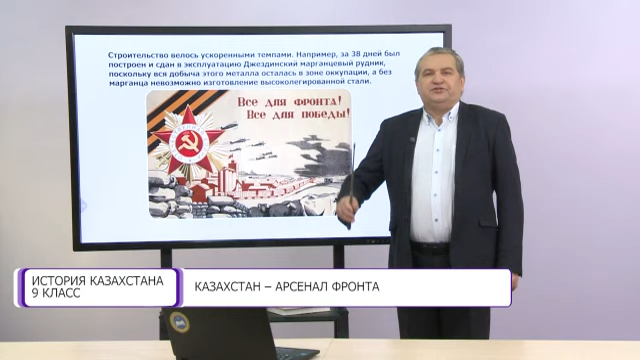 Строительство велось ускоренными темпами. Например, за 38 дней был
построен и сдан в эксплуатацию Джездинский марганцевый рудник,
поскольку вся добыча этого металла осталась в зоне оккупации, а без
марганца невозможно изготовление высоколегированной стали.
Все для фронта!
Все для победы!
ИСТОРИЯ КАЗАХСТАНА
9 КЛАСС
КАЗАХСТАН – АРСЕНАЛ ФРОНТА